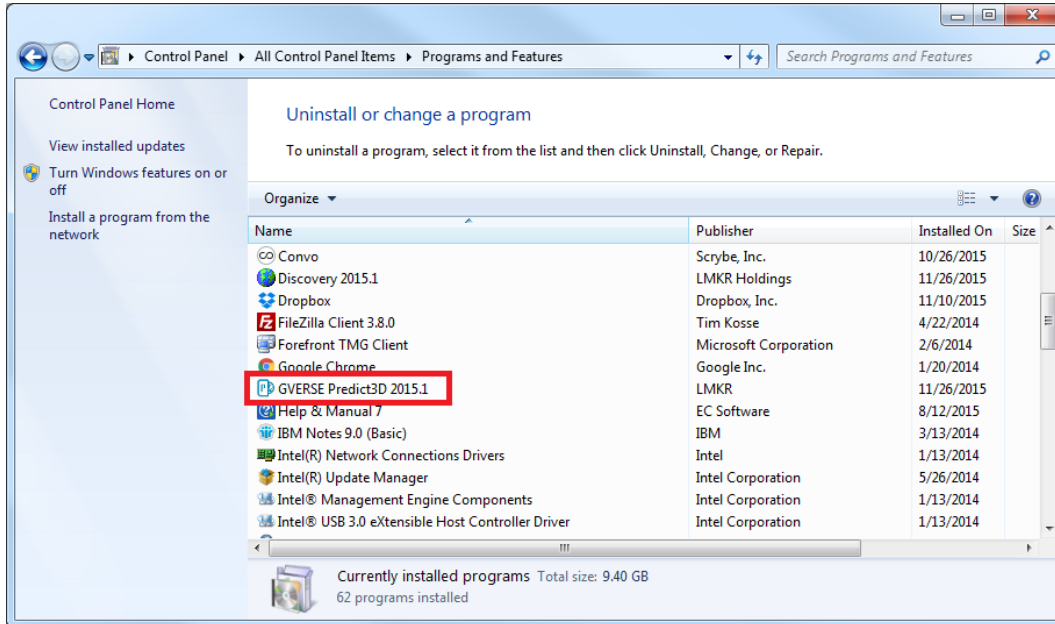 Control Panel ▸ All Control Panel Items ▸ Programs and Features
Search Programs and Features
Control Panel Home
View installed updates
Turn Windows features on or
off
Install a program from the
network
Uninstall or change a program
To uninstall a program, select it from the list and then click Uninstall, Change, or Repair.
Organize
Name Publisher Installed On Size
Convo Scrybe, Inc. 10/26/2015
Discovery 2015.1 LMKR Holdings 11/26/2015
Dropbox Dropbox, Inc. 11/10/2015
FileZilla Client 3.8.0 Tim Kosse 4/22/2014
Forefront TMG Client Microsoft Corporation 2/6/2014
Google Chrome Google Inc. 1/20/2014
GVERSE Predict3D 2015.1 LMKR 11/26/2015
Help & Manual 7 EC Software 8/12/2015
IBM Notes 9.0 (Basic) IBM 3/13/2014
Intel(R) Network Connections Drivers Intel 1/13/2014
Intel(R) Update Manager Intel Corporation 5/26/2014
Intel® Management Engine Components Intel Corporation 1/13/2014
Intel® USB 3.0 eXtensible Host Controller Driver Intel Corporation 1/13/2014
Currently installed programs Total size: 9.40 GB
62 programs installed